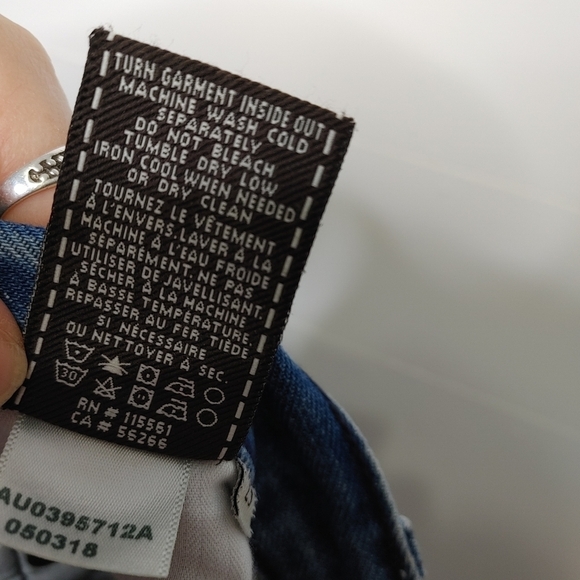 TURN GARMENT INSIDE OUT
MACHINE WASH COLD
SEPARATELY
DO NOT BLEACH
TUMBLE DRY LOW
IRON COOL WHEN NEEDED
OR DRY CLEAN
TOURNEZ LE VÊTEMENT
À L'ENVERS LAVER À LA
MACHINE À L'EAU FROIDE
SÉPARÉMENT. NE PAS
UTILISER DE JAVELLISANT.
SÉCHER À LA MACHINE
À BASSE TEMPÉRATURE.
REPASSER AU FER TIÈDE
SI NÉCESSAIRE
OU NETTOYER À SEC.
30
RN # 115561
CA # 56266
AU0395712A
050318